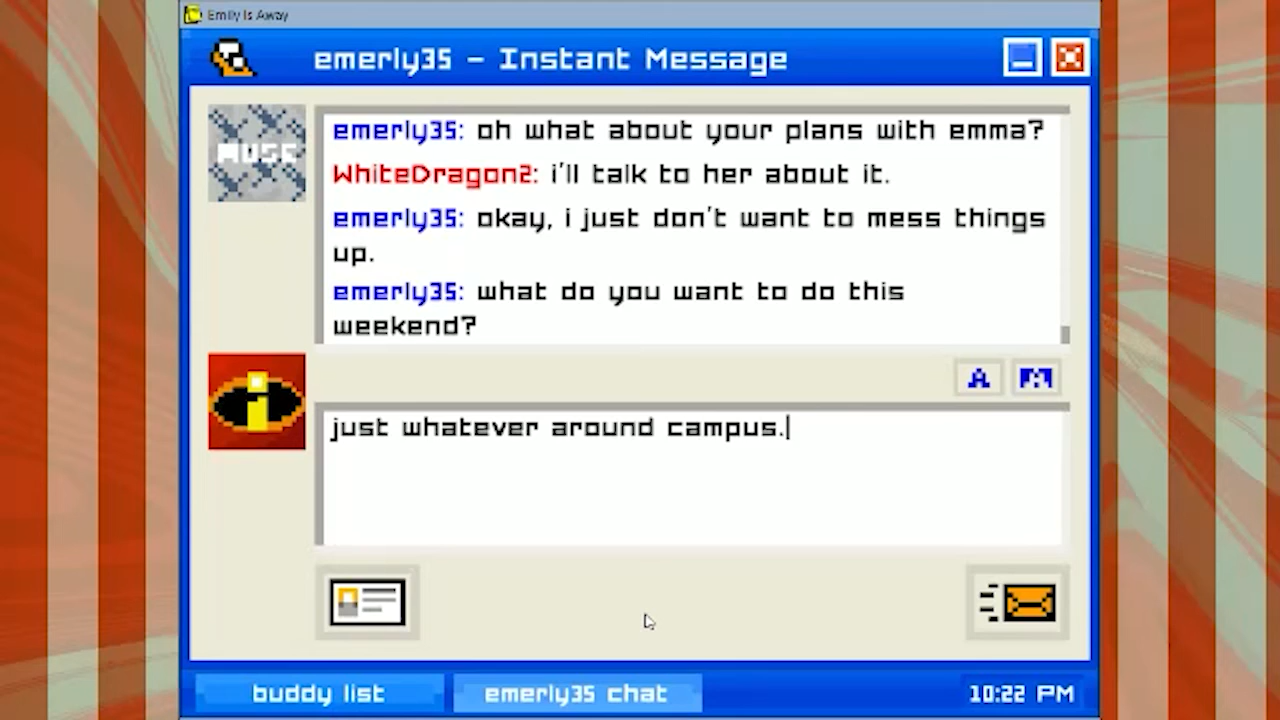 Emily Is Away
emerly35 - Instant Message
MUSE
emerly35: oh what about your plans with emma?
WhiteDragon2: i'll talk to her about it.
emerly35: okay, i just don't want to mess things
up.
emerly35: what do you want to do this
weekend?
i
A
just whatever around campus.
buddy list
emerly35 chat
10:22 PM